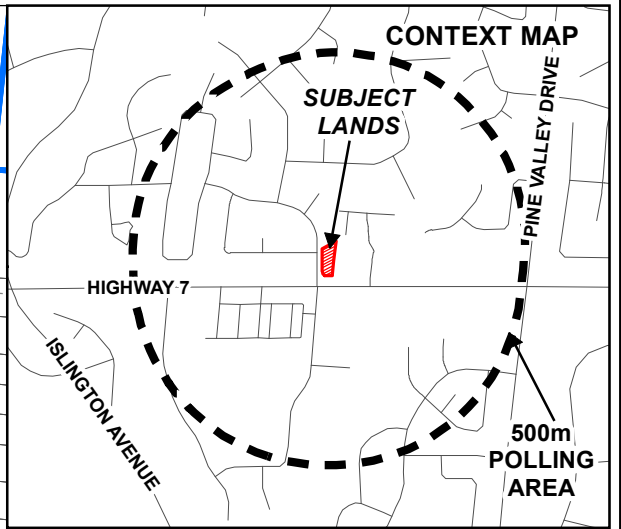 CONTEXT MAP
SUBJECT
LANDS
PINE VALLEY DRIVE
HIGHWAY 7
ISLINGTON AVENUE
500m
POLLING
AREA